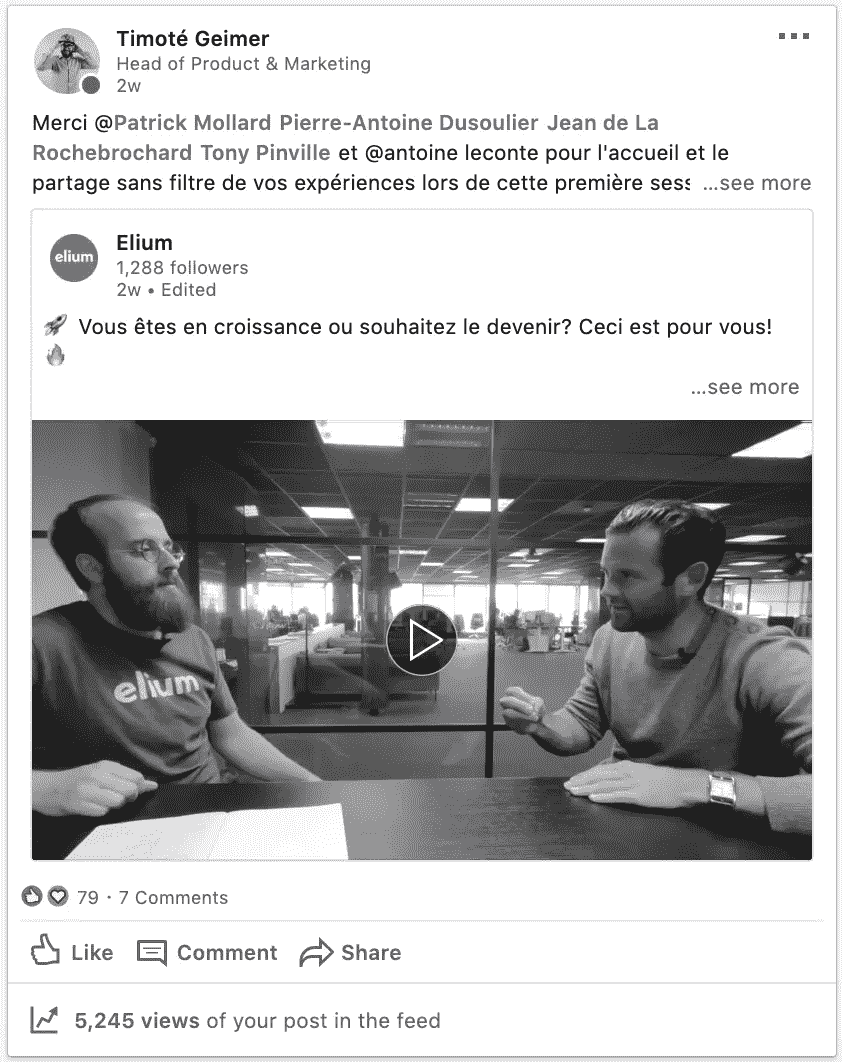 Timoté Geimer
Head of Product & Marketing
2w
Merci @Patrick Mollard Pierre-Antoine Dusoulier Jean de La
Rochebrochard Tony Pinville et @antoine leconte pour l'accueil et le
partage sans filtre de vos expériences lors de cette première sess ...see more
elium
Elium
1,288 followers
2w • Edited
🚀 Vous êtes en croissance ou souhaitez le devenir? Ceci est pour vous!
🔥
...see more
elium
79 · 7 Comments
Like Comment Share
5,245 views of your post in the feed